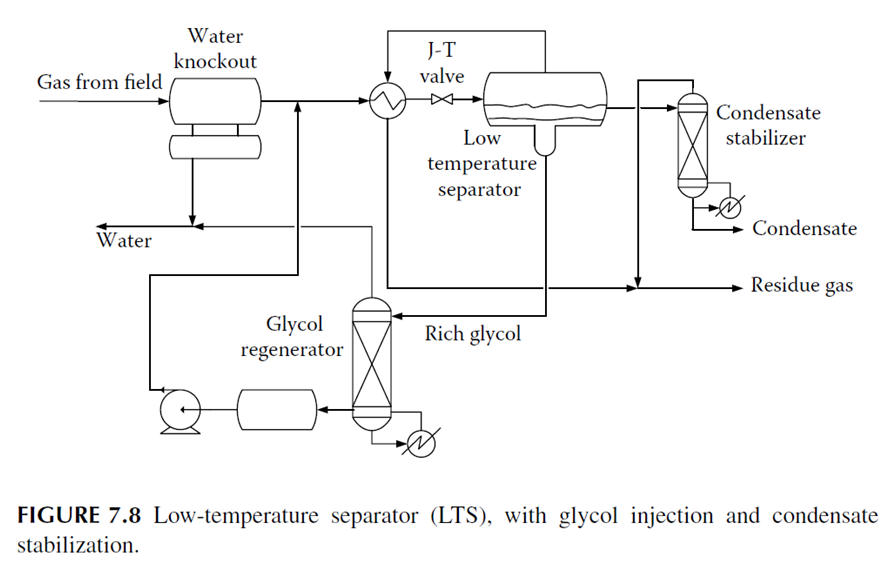 Water
knockout
Gas from field
J-T
valve
Low
temperature
separator
Condensate
stabilizer
Water
Condensate
Residue gas
Glycol
regenerator
Rich glycol
FIGURE 7.8 Low-temperature separator (LTS), with glycol injection and condensate
stabilization.